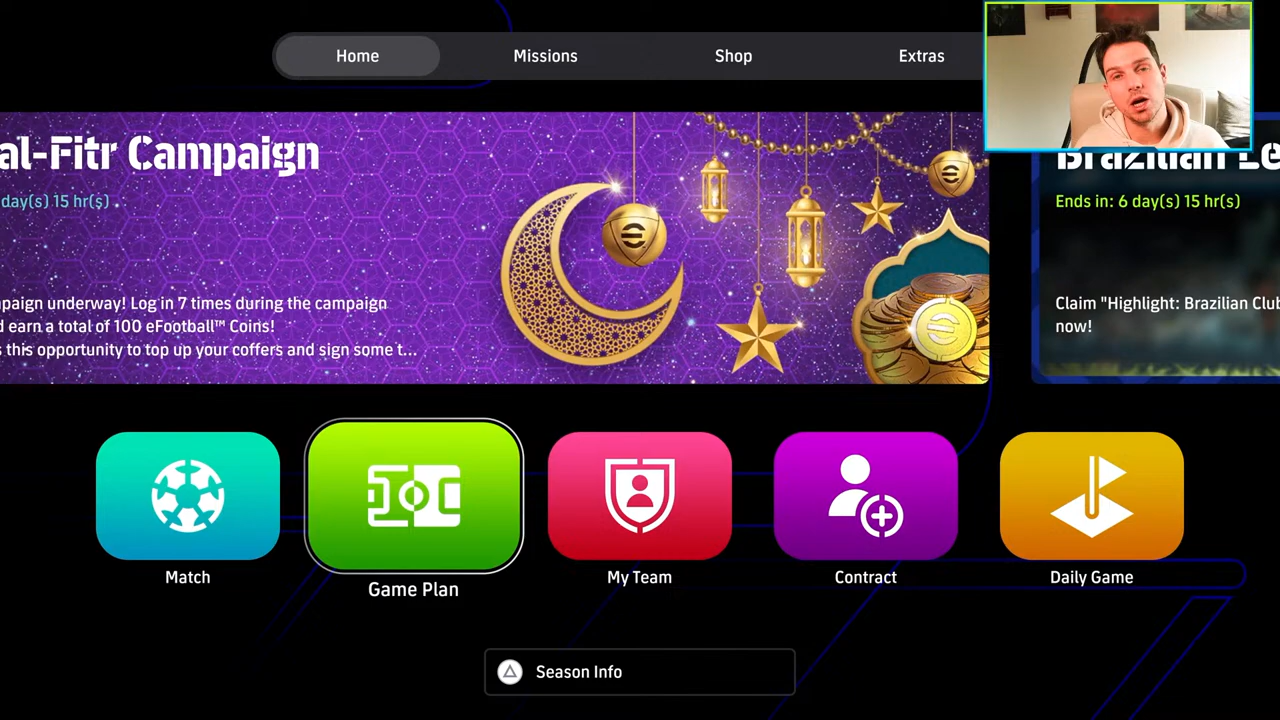 Home
Missions
Shop
Extras
al-Fitr Campaign
day(s) 15 hr(s)
paign underway! Log in 7 times during the campaign
d earn a total of 100 eFootball™ Coins!
s this opportunity to top up your coffers and sign some t...
Brazilian Le
Ends in: 6 day(s) 15 hr(s)
Claim "Highlight: Brazilian Club
now!
Match
Game Plan
My Team
Contract
Daily Game
Season Info